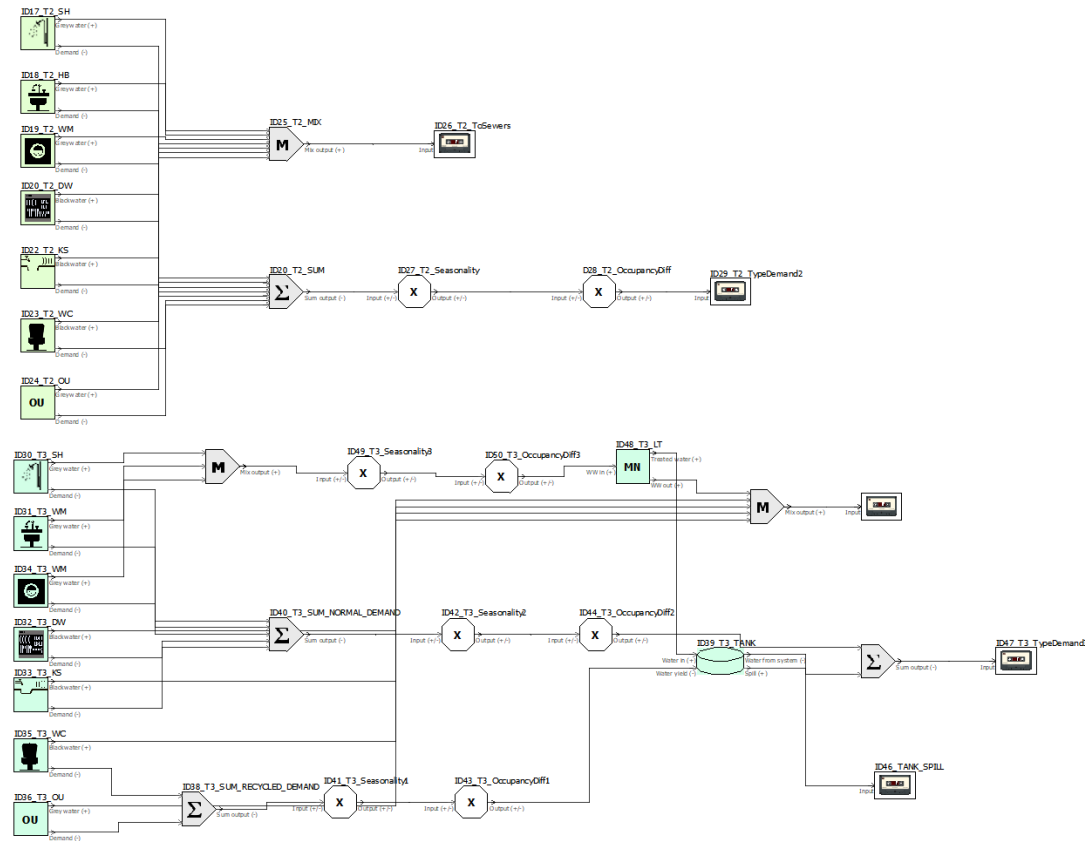 ID17_T2_SH
Greywater (+)
Demand (-)
ID18_T2_HB
Greywater (+)
Demand (-)
ID19_T2_WM
Greywater (+)
Demand (-)
ID20_T2_DW
Blackwater (+)
Demand (-)
ID22_T2_KS
Blackwater (+)
Demand (-)
ID23_T2_WC
Blackwater (+)
Demand (-)
ID24_T2_OU
OU
Greywater (+)
Demand (-)
ID25_T2_MIX
M
Mix output (+)
ID26_T2_ToSewers
Input
ID20_T2_SUM
Σ
Sum output (-)
ID27_T2_Seasonality
X
Input (+/-)
Output (+/-)
D28_T2_OccupancyDiff
X
Input (+/-)
Output (+/-)
ID29_T2_TypeDemand2
Input
ID30_T3_SH
Greywater (+)
Demand (-)
ID31_T3_WM
Greywater (+)
Demand (-)
ID34_T3_WM
Greywater (+)
Demand (-)
ID32_T3_DW
Blackwater (+)
Demand (-)
ID33_T3_KS
Blackwater (+)
Demand (-)
ID35_T3_WC
Blackwater (+)
Demand (-)
ID36_T3_OU
OU
Greywater (+)
Demand (-)
M
Mix output (+)
ID49_T3_Seasonality3
X
Input (+/-)
Output (+/-)
ID50_T3_OccupancyDiff3
X
Input (+/-)
Output (+/-)
ID48_T3_LT
MN
WW in (+)
Treated water (+)
WW out (+)
M
Mix output (+)
Input
ID40_T3_SUM_NORMAL_DEMAND
Σ
Sum output (-)
ID42_T3_Seasonality2
X
Input (+/-)
Output (+/-)
ID44_T3_OccupancyDiff2
X
Input (+/-)
Output (+/-)
ID39_T3_TANK
Water in (+)
Water yield (-)
Water from system (-)
Spill (+)
Σ
Sum output (-)
ID47_T3_TypeDemand
Input
ID38_T3_SUM_RECYCLED_DEMAND
Σ
Sum output (-)
ID41_T3_Seasonality1
X
Input (+/-)
Output (+/-)
ID43_T3_OccupancyDiff1
X
Input (+/-)
Output (+/-)
ID46_TANK_SPILL
Input